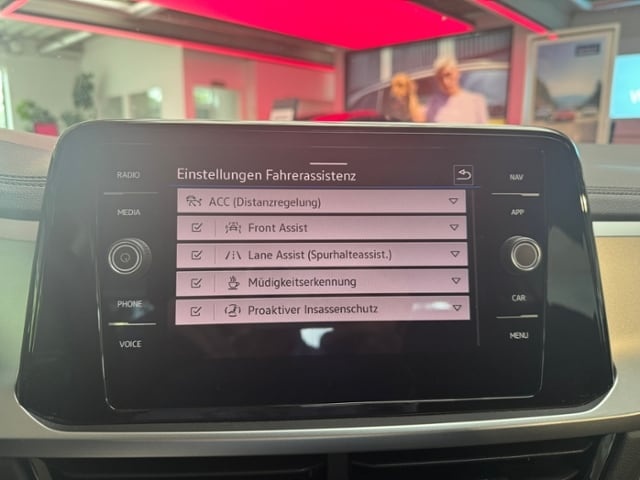 RADIO
MEDIA
PHONE
VOICE
Einstellungen Fahrerassistenz
ACC (Distanzregelung)
Front Assist
Lane Assist (Spurhalteassist.)
Müdigkeitserkennung
Proaktiver Insassenschutz
NAV
APP
CAR
MENU